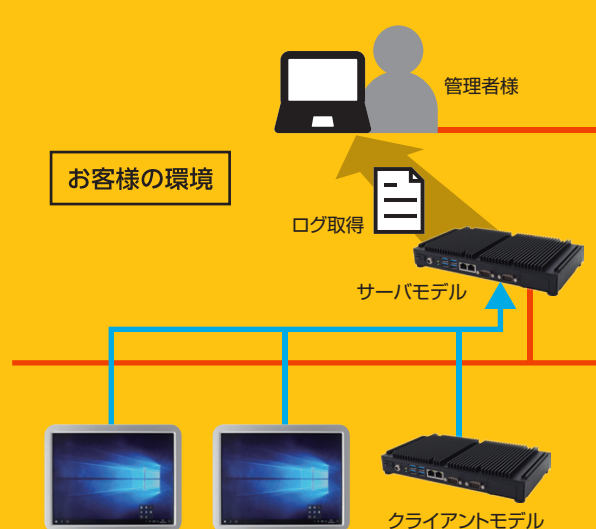 管理者様
お客様の環境
ログ取得
サーバモデル
クライアントモデル